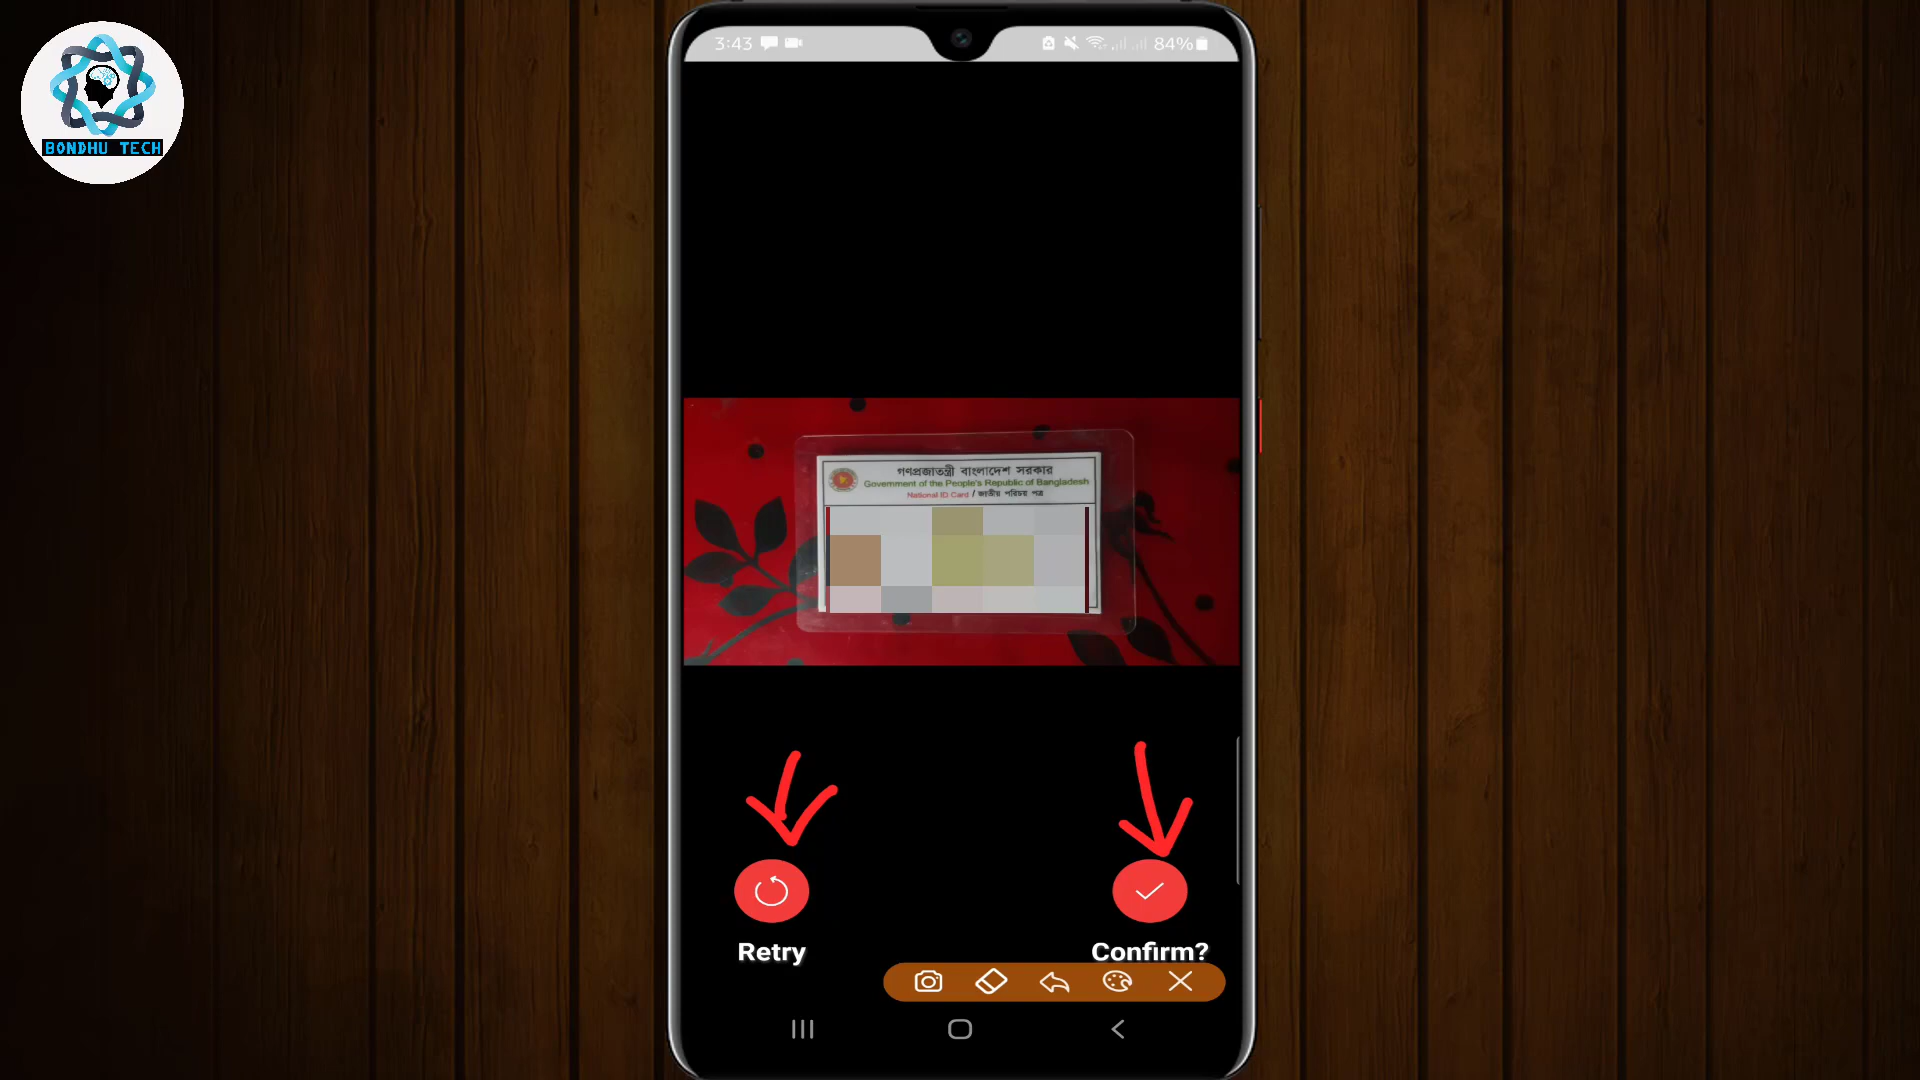 BONDHU TECH
3:43
84%
গণপ্রজাতন্ত্রী বাংলাদেশ সরকার
Government of the People's Republic of Bangladesh
National ID Card / জাতীয় পরিচয় পত্র
Retry
Confirm?